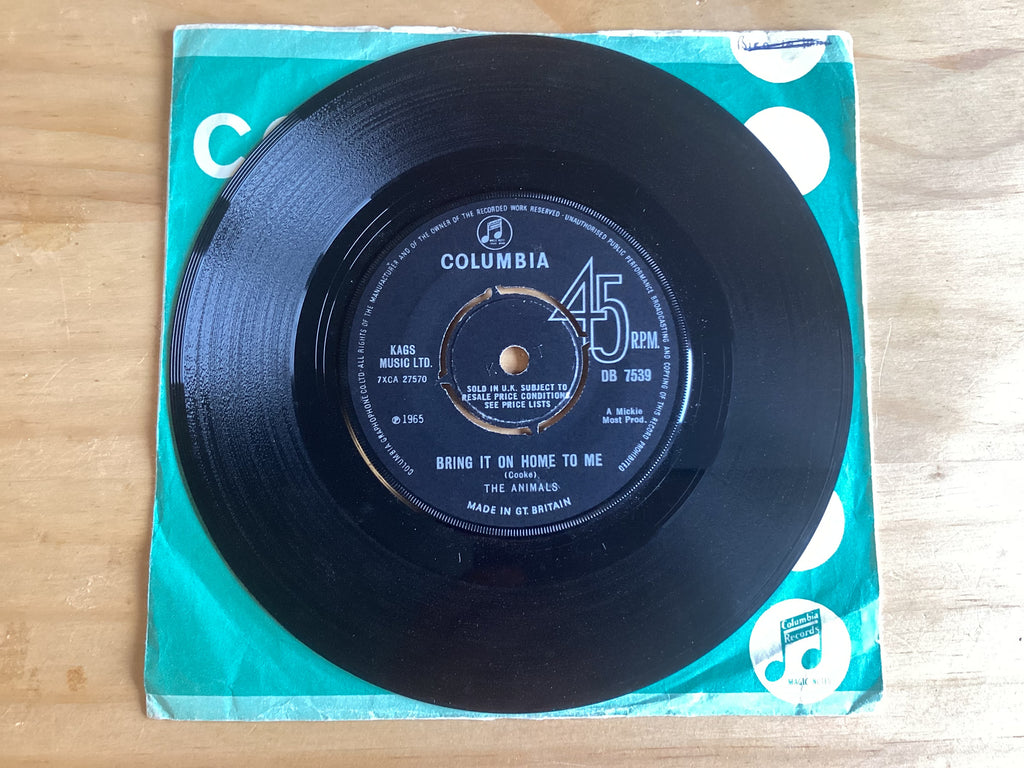 COLUMBIA GRAPHOPHONE CO LTD·ALL RIGHTS OF THE MANUFACTURER AND OF THE OWNER OF THE RECORDED WORK RESERVED·UNAUTHORISED PUBLIC PERFORMANCE BROADCASTING AND COPYING OF THIS RECORD PROHIBITED
COLUMBIA
45
RPM.
KAGS
MUSIC LTD.
7XCA 27570
DB 7539
SOLD IN U.K. SUBJECT TO
RESALE PRICE CONDITIONS,
SEE PRICE LISTS
℗ 1965
A Mickie
Most Prod.
BRING IT ON HOME TO ME
(Cooke)
THE ANIMALS
MADE IN GT. BRITAIN
Columbia
Records